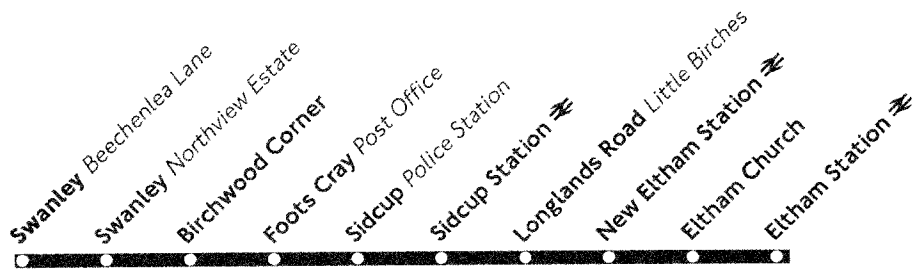 Swanley Beechenlea Lane
Swanley Northview Estate
Birchwood Corner
Foots Cray Post Office
Sidcup Police Station
Sidcup Station
Longlands Road Little Birches
New Eltham Station
Eltham Church
Eltham Station